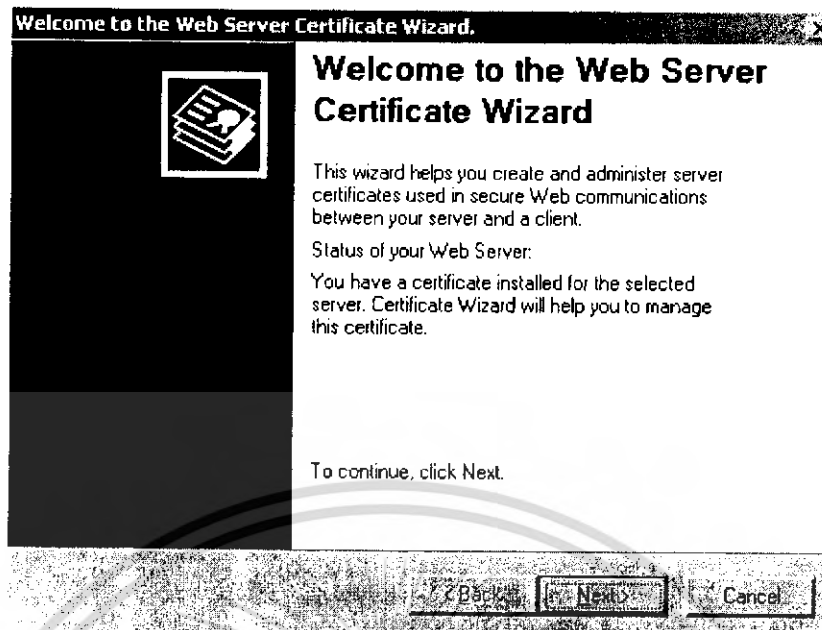 Welcome to the Web Server Certificate Wizard.
Welcome to the Web Server
Certificate Wizard
This wizard helps you create and administer server
certificates used in secure Web communications
between your server and a client.
Status of your Web Server:
You have a certificate installed for the selected
server. Certificate Wizard will help you to manage
this certificate.
To continue, click Next.
< Back
Next >
Cancel